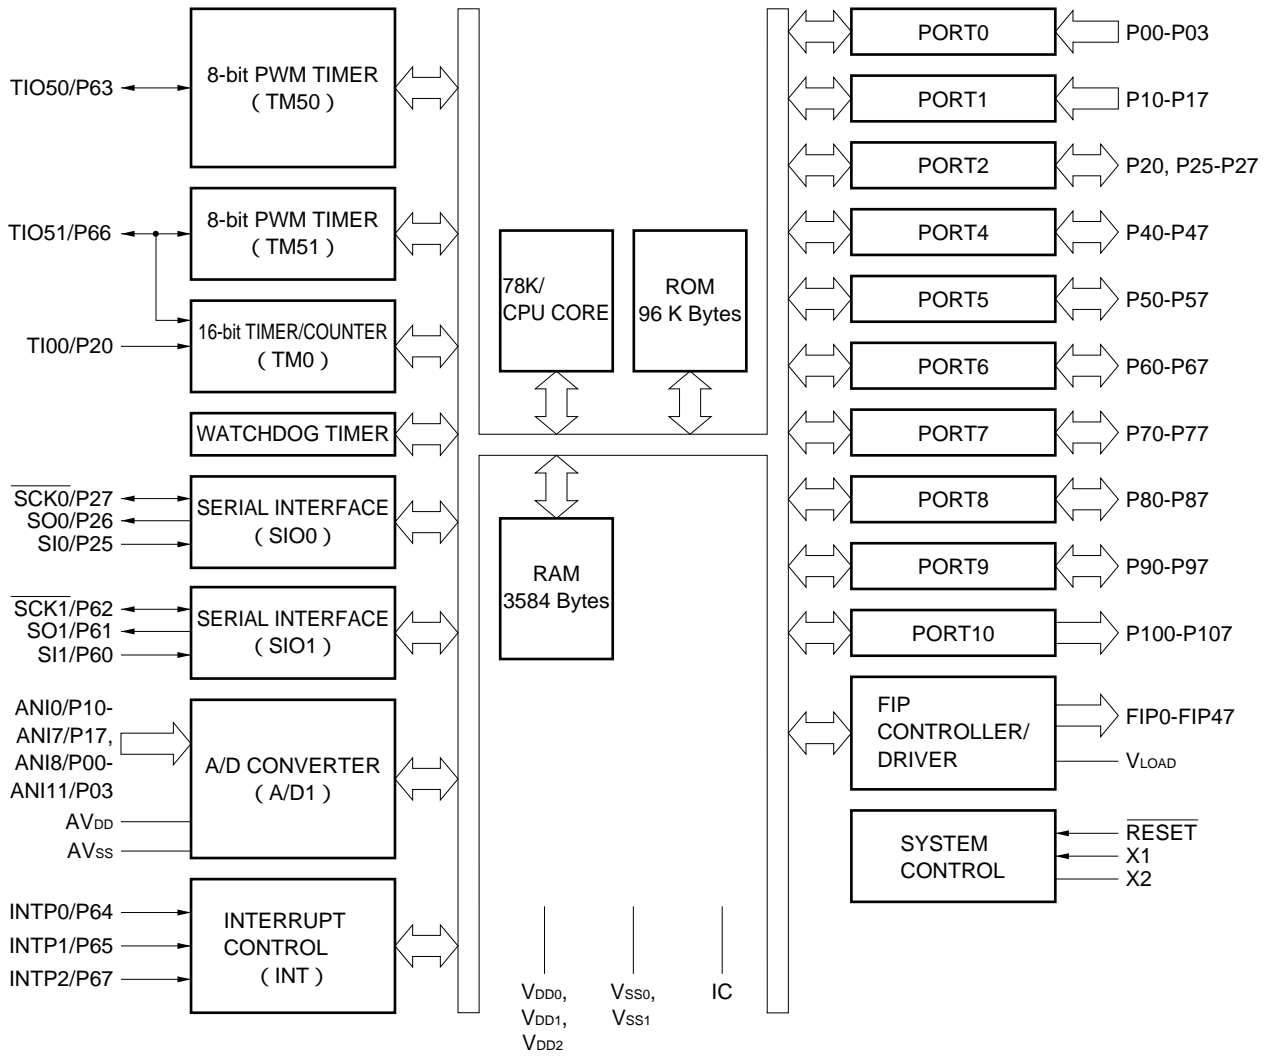 TIO50/P63
8-bit PWM TIMER
( TM50 )
TIO51/P66
8-bit PWM TIMER
( TM51 )
TI00/P20
16-bit TIMER/COUNTER
( TM0 )
WATCHDOG TIMER
SCK0/P27
SO0/P26
SI0/P25
SERIAL INTERFACE
( SIO0 )
SCK1/P62
SO1/P61
SI1/P60
SERIAL INTERFACE
( SIO1 )
ANI0/P10-
ANI7/P17,
ANI8/P00-
ANI11/P03
AVDD
AVSS
A/D CONVERTER
( A/D1 )
INTP0/P64
INTP1/P65
INTP2/P67
INTERRUPT
CONTROL
( INT )
78K/
CPU CORE
ROM
96 K Bytes
RAM
3584 Bytes
VDD0,
VDD1,
VDD2
VSS0,
VSS1
IC
PORT0
P00-P03
PORT1
P10-P17
PORT2
P20, P25-P27
PORT4
P40-P47
PORT5
P50-P57
PORT6
P60-P67
PORT7
P70-P77
PORT8
P80-P87
PORT9
P90-P97
PORT10
P100-P107
FIP
CONTROLLER/
DRIVER
FIP0-FIP47
VLOAD
SYSTEM
CONTROL
RESET
X1
X2